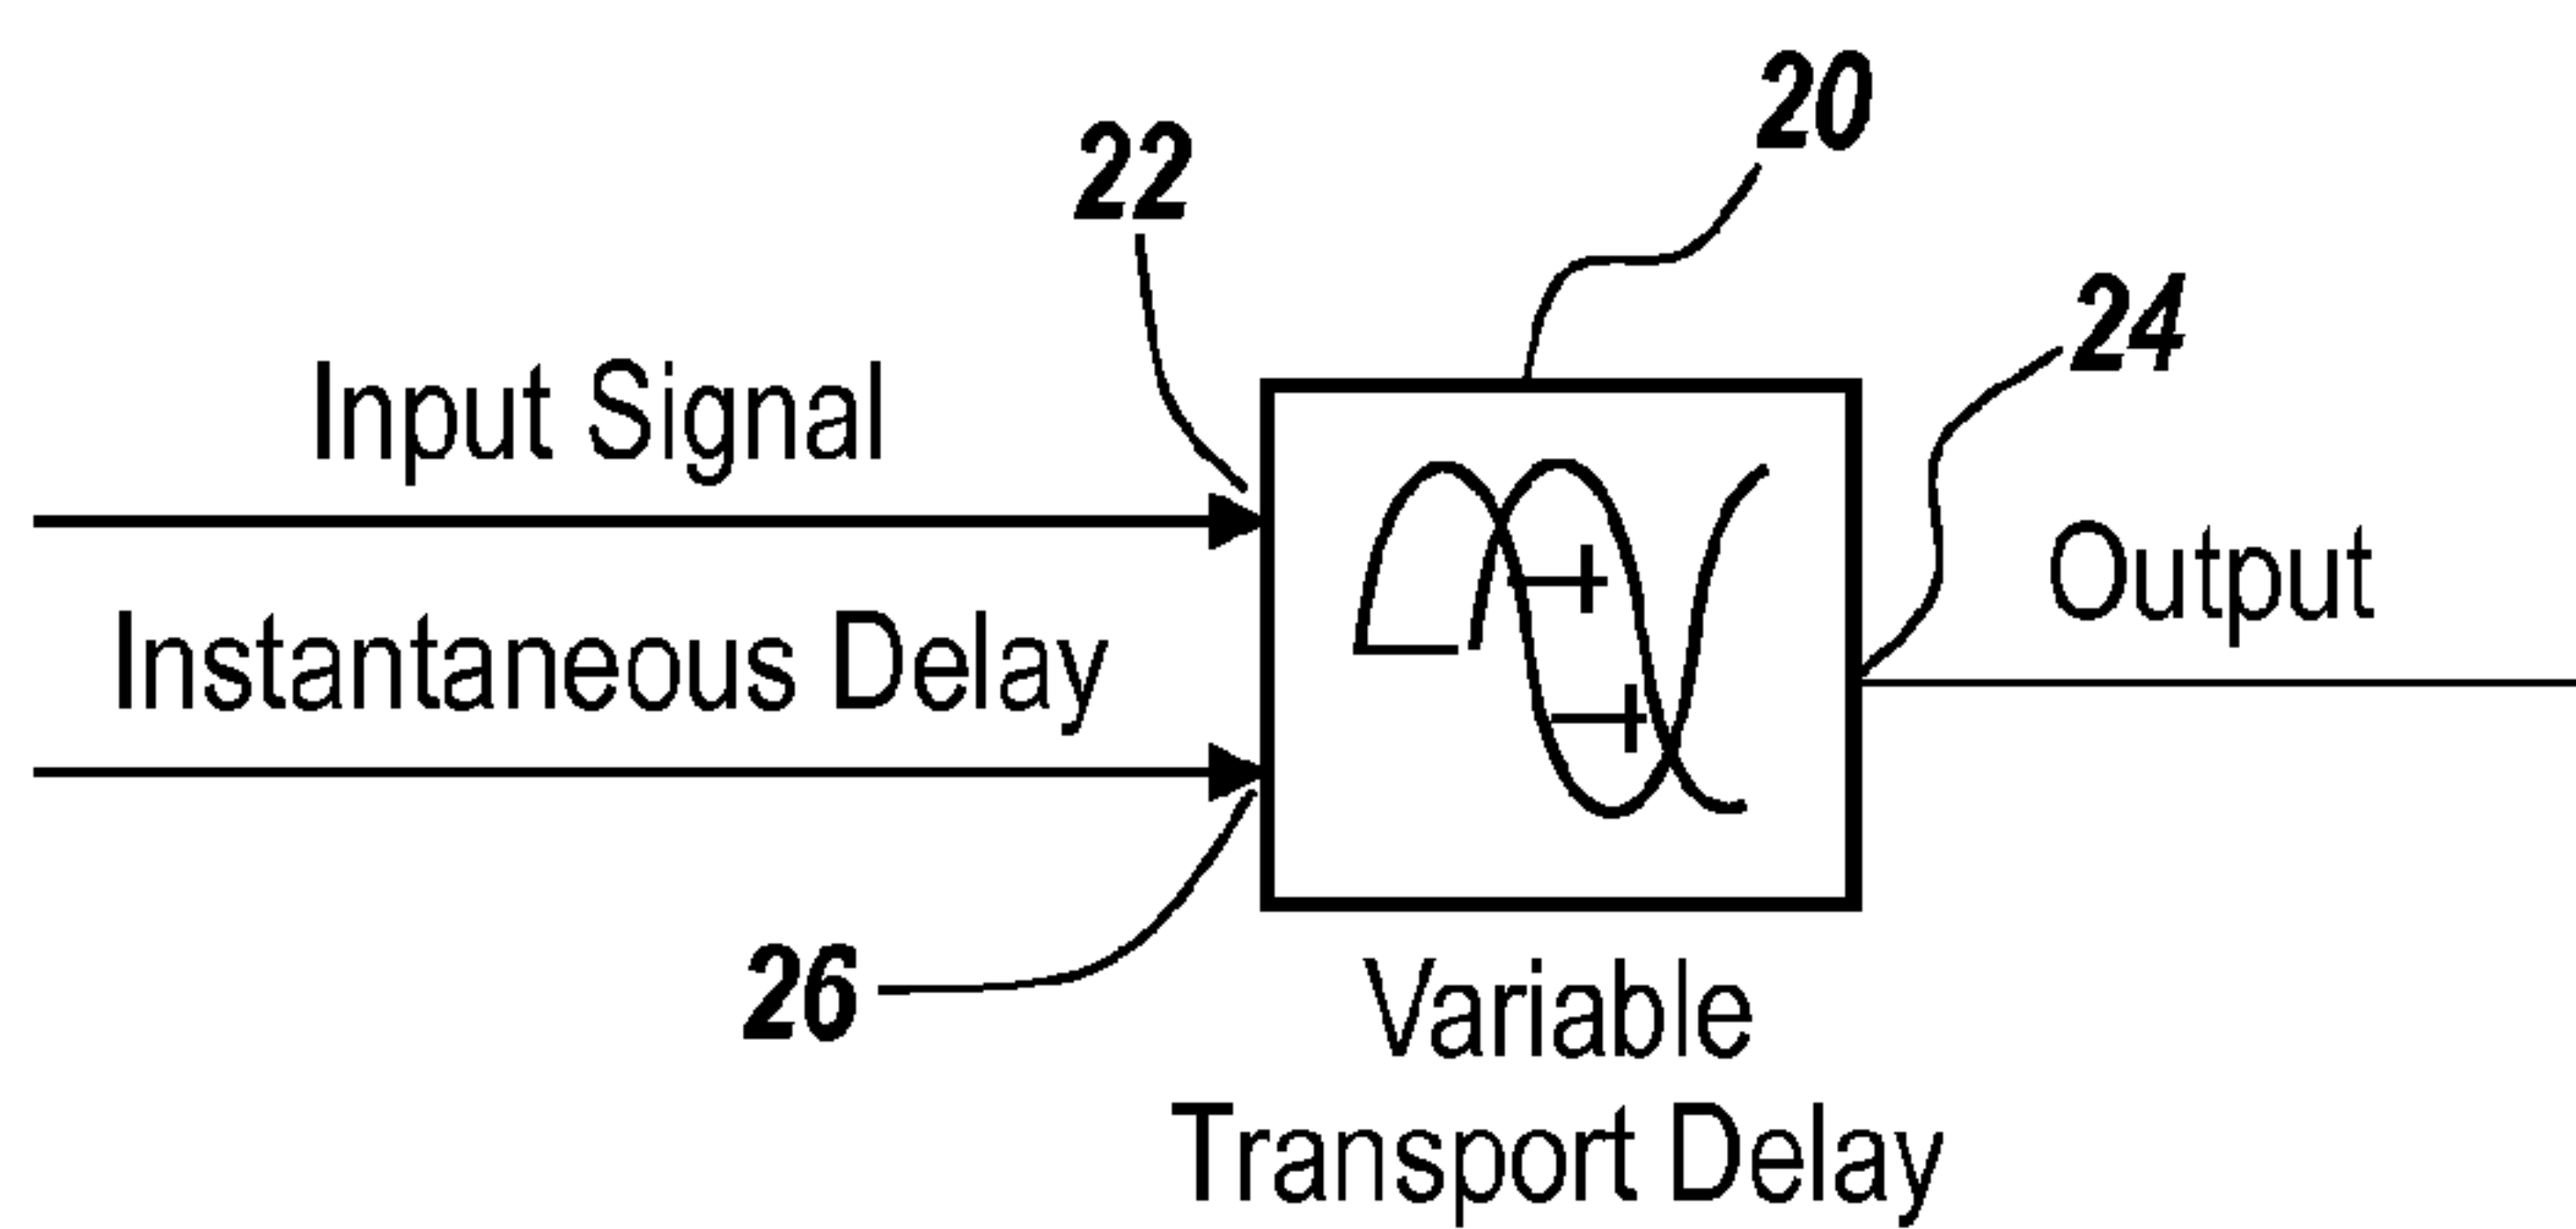 20
22
24
Input Signal
Output
Instantaneous Delay
26
Variable
Transport Delay